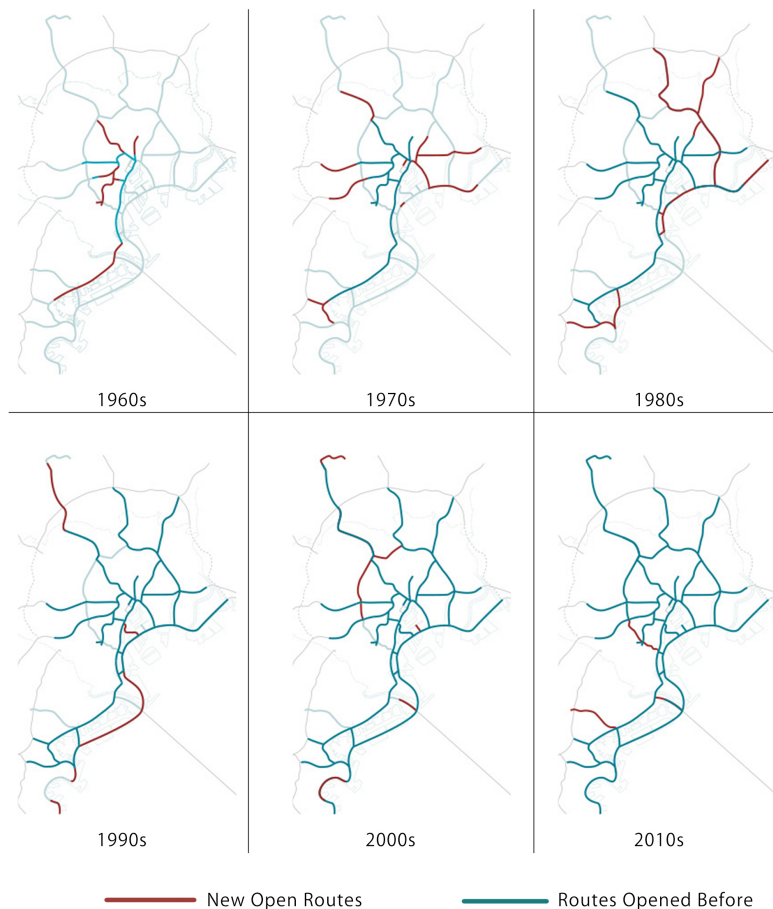 1960s
1970s
1980s
1990s
2000s
2010s
New Open Routes
Routes Opened Before